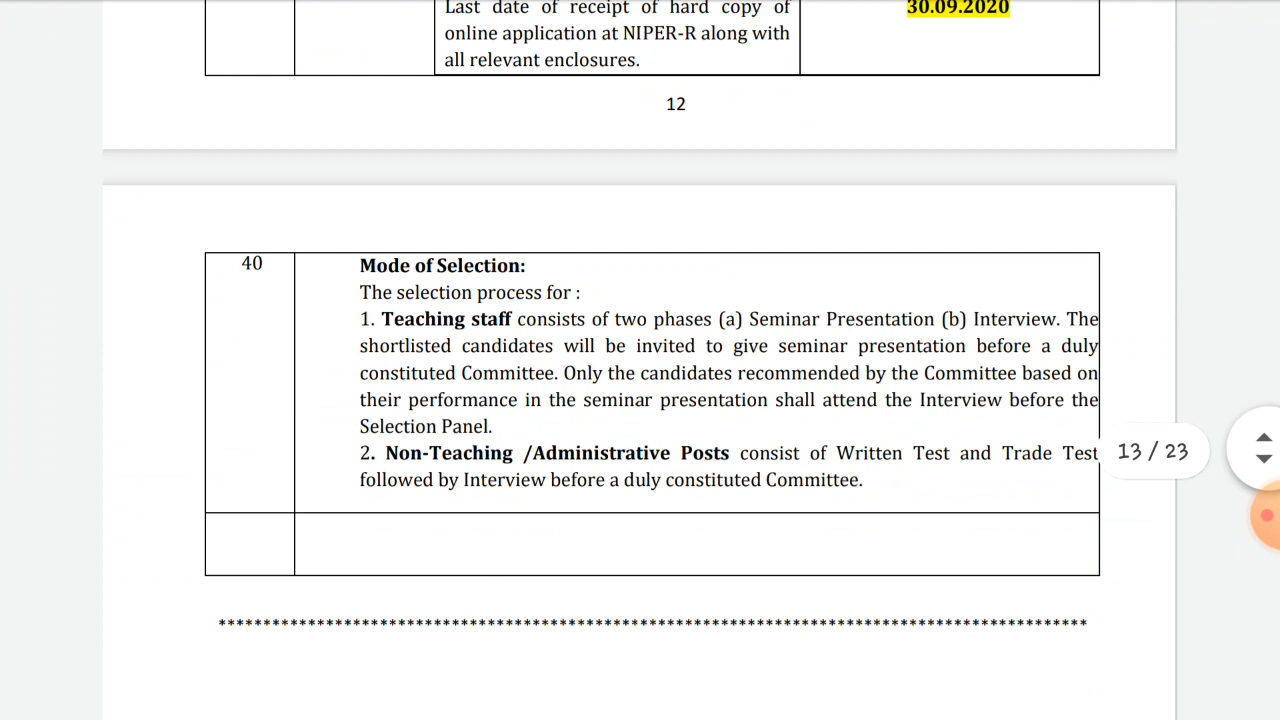 Last date of receipt of hard copy of
online application at NIPER-R along with
all relevant enclosures.
30.09.2020
12
40
Mode of Selection:
The selection process for :
1. Teaching staff consists of two phases (a) Seminar Presentation (b) Interview. The
shortlisted candidates will be invited to give seminar presentation before a duly
constituted Committee. Only the candidates recommended by the Committee based on
their performance in the seminar presentation shall attend the Interview before the
Selection Panel.
2. Non-Teaching /Administrative Posts consist of Written Test and Trade Test
followed by Interview before a duly constituted Committee.
13 / 23
***************************************************************************************